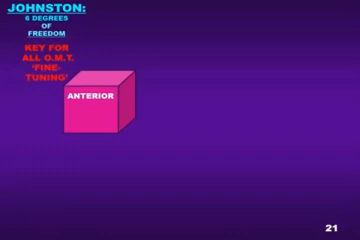 JOHNSTON:
6 DEGREES
OF
FREEDOM
KEY FOR
ALL O.M.T.
'FINE-
TUNING'
ANTERIOR
21